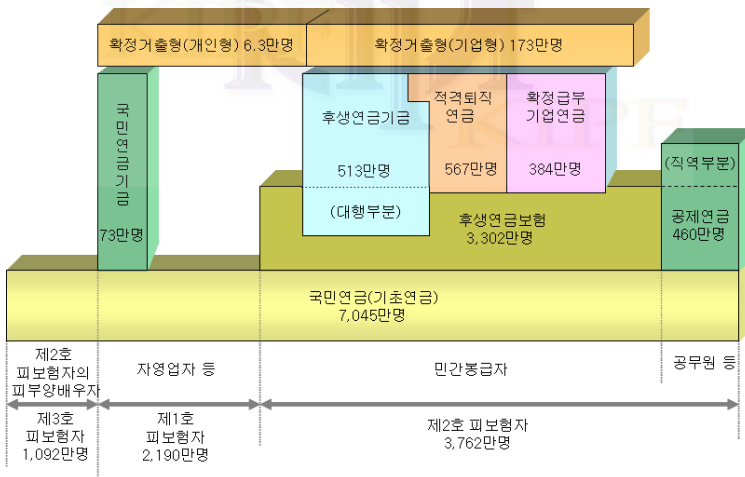 확정거출형(개인형) 6.3만명
확정거출형(기업형) 173만명
국민연금기금
73만명
후생연금기금
513만명
(대행부분)
적격퇴직
연금
567만명
확정급부
기업연금
384만명
(직역부분)
공제연금
460만명
후생연금보험
3,302만명
국민연금(기초연금)
7,045만명
제2호
피보험자의
피부양배우자
자영업자 등
민간봉급자
공무원 등
제3호
피보험자
1,092만명
제1호
피보험자
2,190만명
제2호 피보험자
3,762만명
KIPF